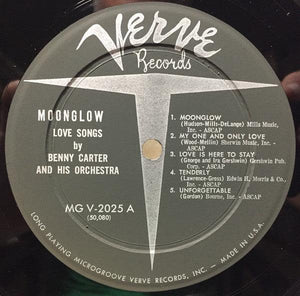 Verve
Records
MOONGLOW
LOVE SONGS
by
BENNY CARTER
AND HIS ORCHESTRA
MG V-2025 A
(50,080)
1. MOONGLOW
(Hudson-Mills-DeLange) Mills Music,
Inc. - ASCAP
2. MY ONE AND ONLY LOVE
(Wood-Mellin) Sherwin Music, Inc. -
ASCAP
3. LOVE IS HERE TO STAY
(George and Ira Gershwin) Gershwin Pub.
Corp. - ASCAP
4. TENDERLY
(Lawrence-Gross) Edwin H. Morris & Co.,
Inc. - ASCAP
5. UNFORGETTABLE
(Gordon) Bourne, Inc. - ASCAP
LONG PLAYING MICROGROOVE VERVE RECORDS, INC. — MADE IN U.S.A.